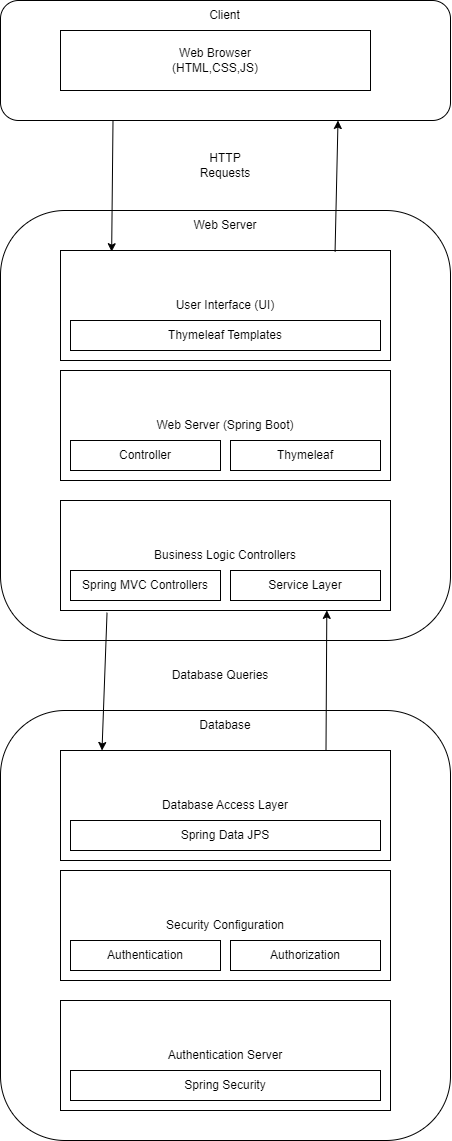 Client
Web Browser
(HTML,CSS,JS)
HTTP
Requests
Web Server
User Interface (UI)
Thymeleaf Templates
Web Server (Spring Boot)
Controller
Thymeleaf
Business Logic Controllers
Spring MVC Controllers
Service Layer
Database Queries
Database
Database Access Layer
Spring Data JPS
Security Configuration
Authentication
Authorization
Authentication Server
Spring Security